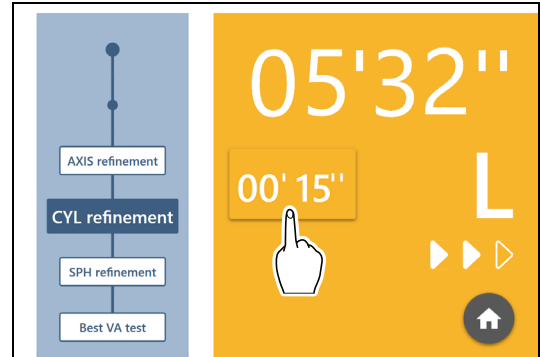 AXIS refinement
CYL refinement
SPH refinement
Best VA test
05'32''
00' 15''
L